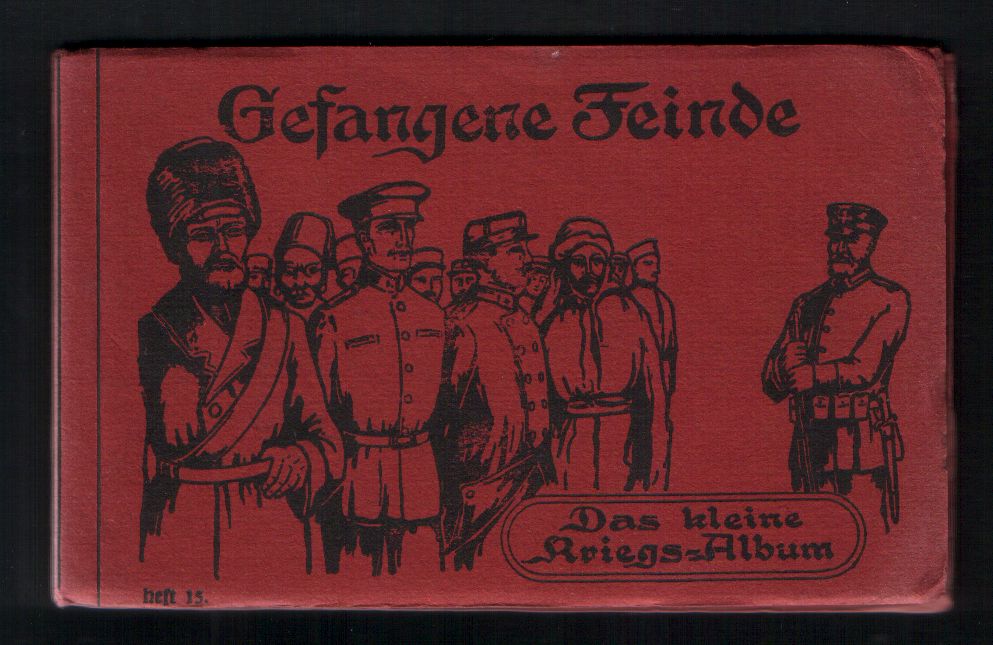 Gefangene Feinde
Das kleine
Kriegs=Album
Heft 15.